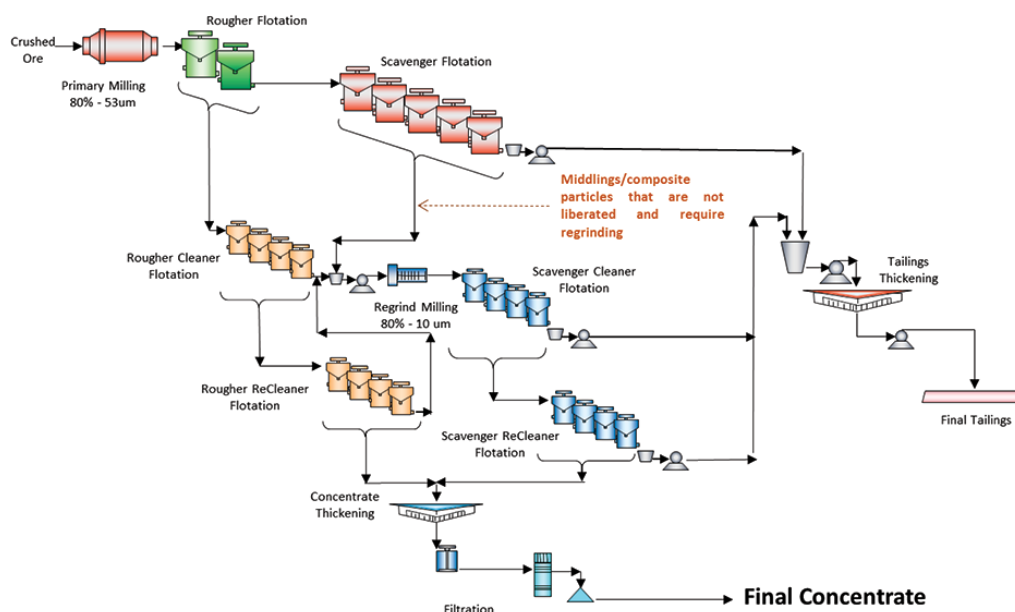 Rougher Flotation
Crushed
Ore
Primary Milling
80% - 53um
Scavenger Flotation
Middlings/composite
particles that are not
liberated and require
regrinding
Rougher Cleaner
Flotation
Regrind Milling
80% - 10 um
Scavenger Cleaner
Flotation
Tailings
Thickening
Rougher ReCleaner
Flotation
Scavenger ReCleaner
Flotation
Final Tailings
Concentrate
Thickening
Filtration
Final Concentrate